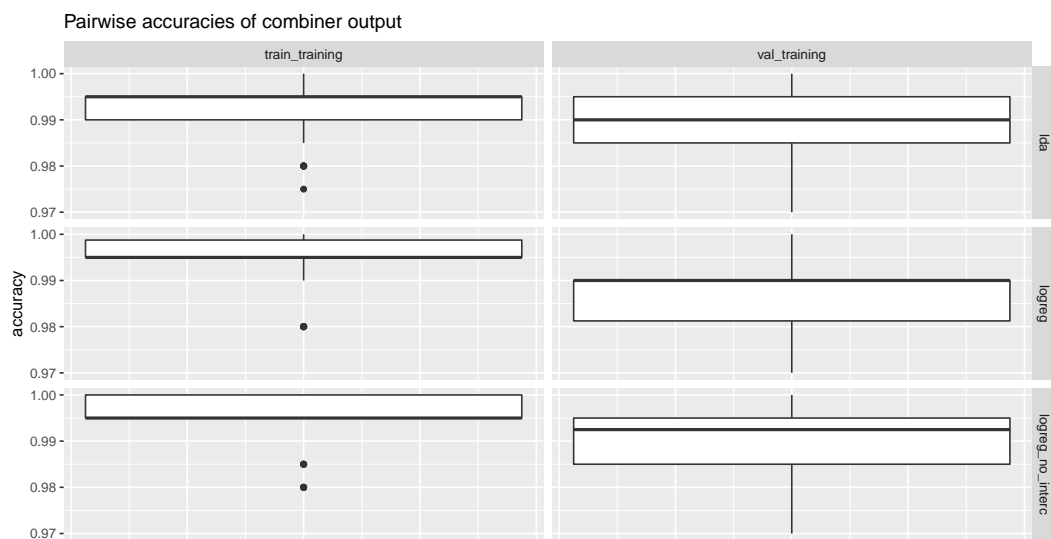 Pairwise accuracies of combiner output
train_training
val_training
1.00
0.99
0.98
0.97
lda
1.00
0.99
0.98
0.97
logreg
1.00
0.99
0.98
0.97
logreg_no_interc
accuracy